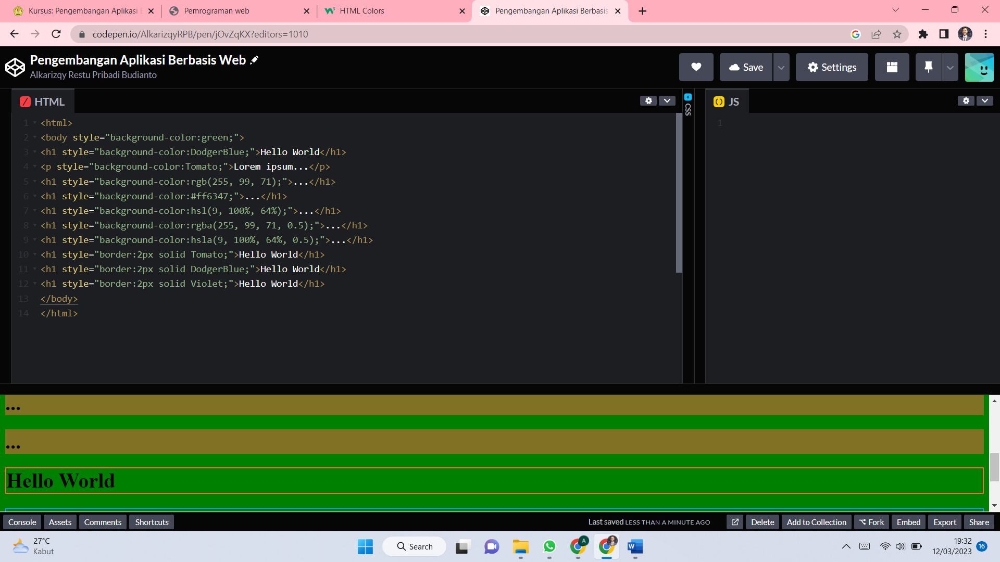 Kursus: Pengembangan Aplikasi B
Pemrograman web
HTML Colors
Pengembangan Aplikasi Berbasis
codepen.io/AlkarizqyRPB/pen/jOvZqKX?editors=1010
Pengembangan Aplikasi Berbasis Web
Alkarizqy Restu Pribadi Budianto
Save
Settings
HTML
CSS
JS
1 <html>
2 <body style="background-color:green;">
3 <h1 style="background-color:DodgerBlue;">Hello World</h1>
4 <p style="background-color:Tomato;">Lorem ipsum...</p>
5 <h1 style="background-color:rgb(255, 99, 71);">...</h1>
6 <h1 style="background-color:#ff6347;">...</h1>
7 <h1 style="background-color:hsl(9, 100%, 64%);">...</h1>
8 <h1 style="background-color:rgba(255, 99, 71, 0.5);">...</h1>
9 <h1 style="background-color:hsla(9, 100%, 64%, 0.5);">...</h1>
10 <h1 style="border:2px solid Tomato;">Hello World</h1>
11 <h1 style="border:2px solid DodgerBlue;">Hello World</h1>
12 <h1 style="border:2px solid Violet;">Hello World</h1>
13 </body>
14 </html>
1
...
...
Hello World
Console Assets Comments Shortcuts
Last saved LESS THAN A MINUTE AGO
Delete Add to Collection Fork Embed Export Share
27°C
Kabut
Search
A
W
19:32
12/03/2023
16